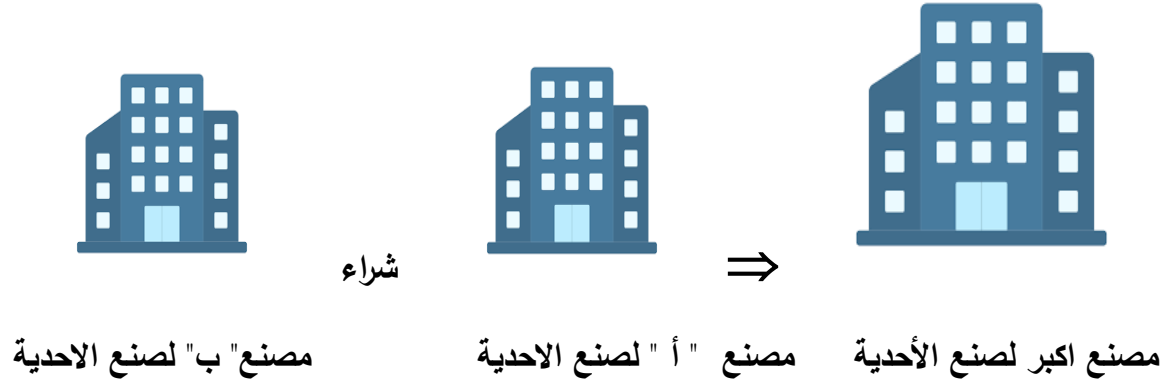 شراء
مصنع اكبر لصنع الأحدية
مصنع " أ " لصنع الاحدية
مصنع" ب" لصنع الاحدية